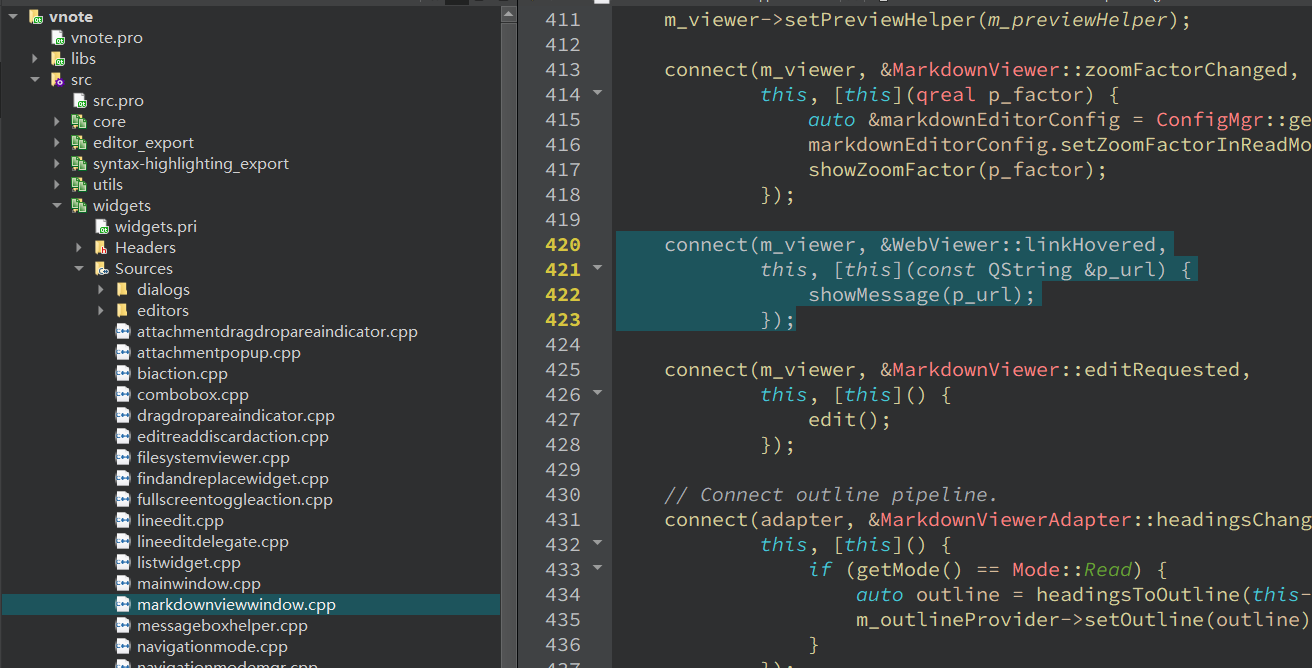 vnote
vnote.pro
libs
src
src.pro
core
editor_export
syntax-highlighting_export
utils
widgets
widgets.pri
Headers
Sources
dialogs
editors
attachmentdragdropareaindicator.cpp
attachmentpopup.cpp
biaction.cpp
combobox.cpp
dragdropareaindicator.cpp
editreaddiscardaction.cpp
filesystemviewer.cpp
findandreplacewidget.cpp
fullscreentoggleaction.cpp
lineedit.cpp
lineeditdelegate.cpp
listwidget.cpp
mainwindow.cpp
markdownviewwindow.cpp
messageboxhelper.cpp
navigationmode.cpp
navigationmodemgr.cpp
411 m_viewer->setPreviewHelper(m_previewHelper);
412
413 connect(m_viewer, &MarkdownViewer::zoomFactorChanged,
414 this, [this](qreal p_factor) {
415 auto &markdownEditorConfig = ConfigMgr::ge
416 markdownEditorConfig.setZoomFactorInReadMo
417 showZoomFactor(p_factor);
418 });
419
420 connect(m_viewer, &WebViewer::linkHovered,
421 this, [this](const QString &p_url) {
422 showMessage(p_url);
423 });
424
425 connect(m_viewer, &MarkdownViewer::editRequested,
426 this, [this]() {
427 edit();
428 });
429
430 // Connect outline pipeline.
431 connect(adapter, &MarkdownViewerAdapter::headingsChang
432 this, [this]() {
433 if (getMode() == Mode::Read) {
434 auto outline = headingsToOutline(this-
435 m_outlineProvider->setOutline(outline)
436 }
437 });